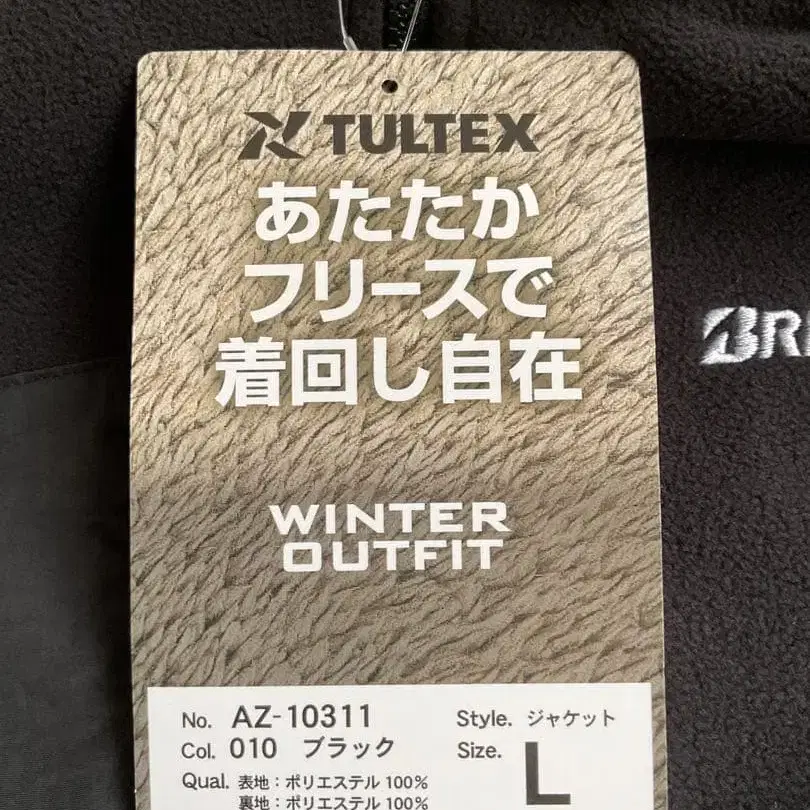 TULTEX
あたたか
フリースで
着回し自在
WINTER
OUTFIT
No. AZ-10311 Style. ジャケット
Col. 010 ブラック Size. L
Qual. 表地：ポリエステル 100%
裏地：ポリエステル 100%